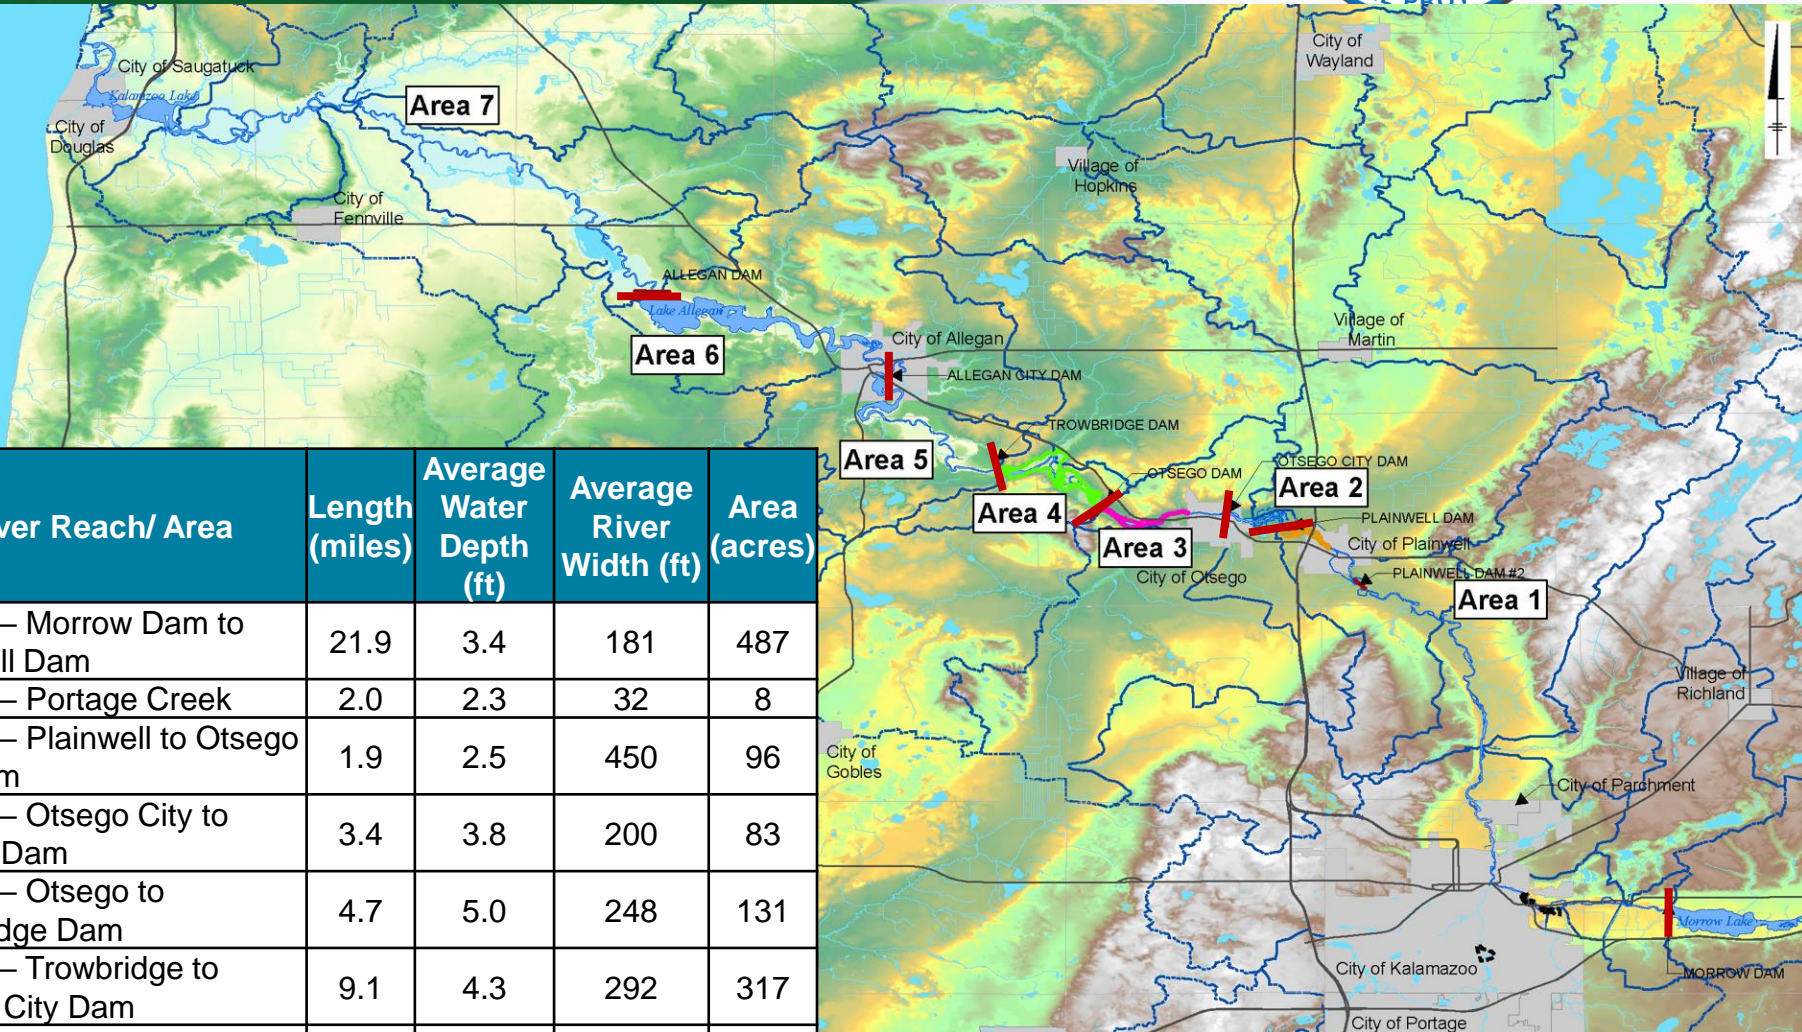 City of Saugatuck
Kalamzoo Lake
City of
Douglas
Area 7
City of
Wayland
City of
Fennville
Village of
Hopkins
ALLEGAN DAM
Lake Allegan
Area 6
City of Allegan
Village of
Martin
ALLEGAN CITY DAM
TROWBRIDGE DAM
Area 5
OTSEGO DAM
OTSEGO CITY DAM
Area 2
Area 4
PLAINWELL DAM
Area 3
City of Plainwell
City of Otsego
PLAINWELL DAM #2
Area 1
Village of
Richland
City of
Gobles
City of Parchment
Morrow Lake
City of Kalamazoo
MORROW DAM
City of Portage
ver Reach/ Area
Length
(miles)
Average
Water
Depth
(ft)
Average
River
Width (ft)
Area
(acres)
– Morrow Dam to
ll Dam
21.9
3.4
181
487
– Portage Creek
2.0
2.3
32
8
– Plainwell to Otsego
m
1.9
2.5
450
96
– Otsego City to
Dam
3.4
3.8
200
83
– Otsego to
dge Dam
4.7
5.0
248
131
– Trowbridge to
City Dam
9.1
4.3
292
317